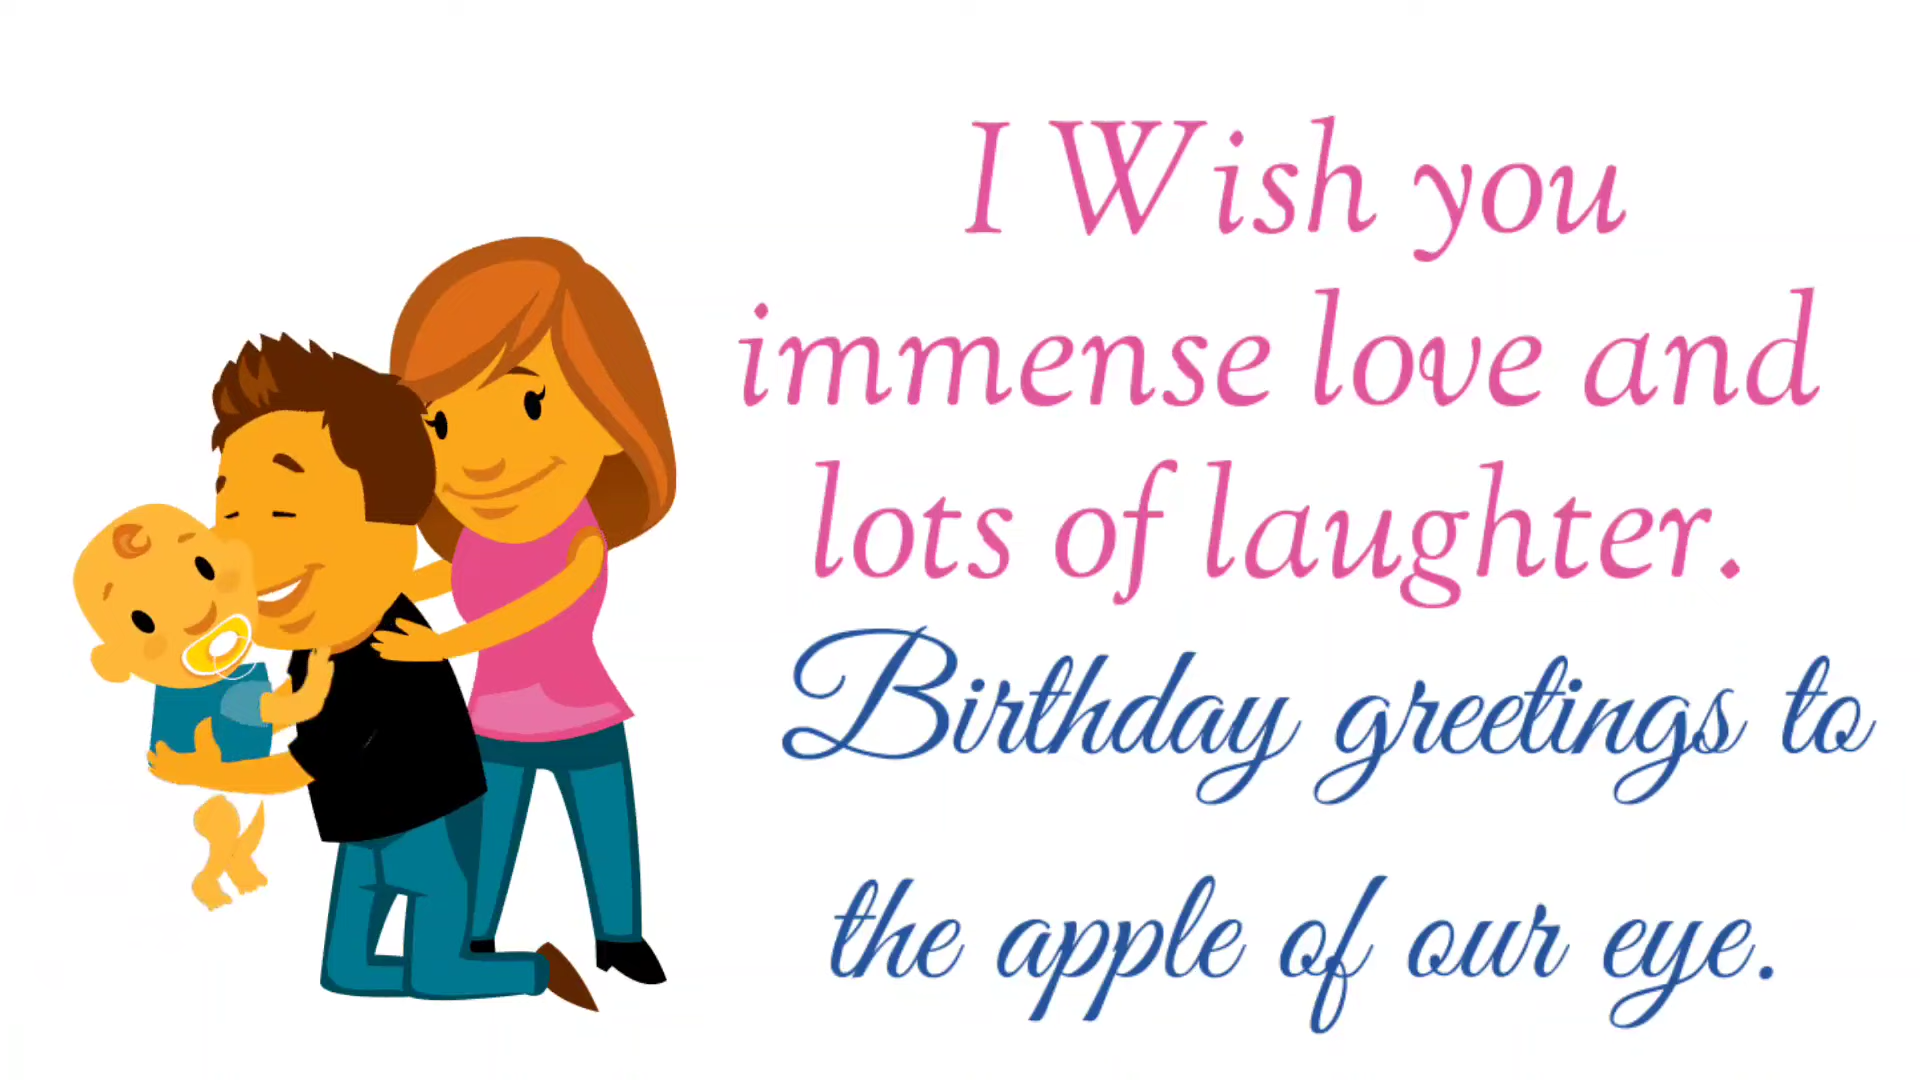 I Wish you
immense love and
lots of laughter.
Birthday greetings to
the apple of our eye.